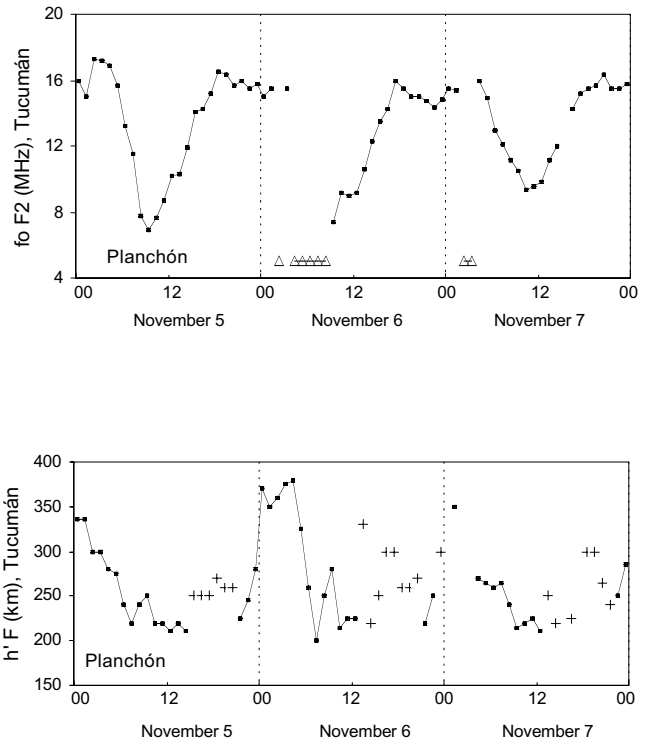 fo F2 (MHz), Tucumán
20
16
12
8
4
Planchón
00 12 00 12 00 12 00
November 5 November 6 November 7
h' F (km), Tucumán
400
350
300
250
200
150
Planchón
00 12 00 12 00 12 00
November 5 November 6 November 7